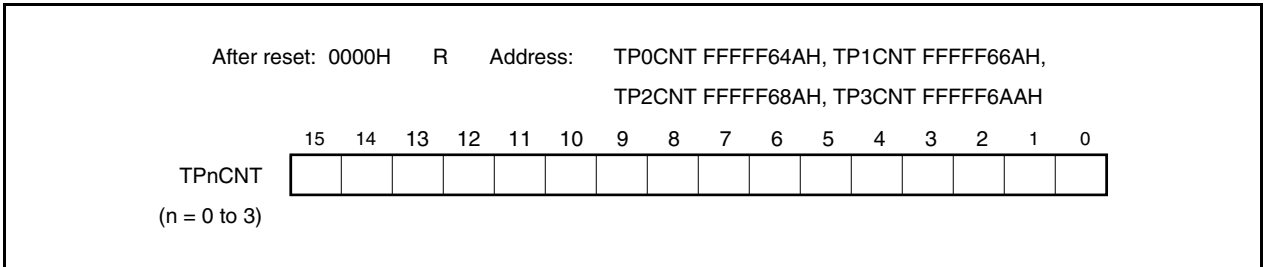 After reset: 0000H R Address: TP0CNT FFFFF64AH, TP1CNT FFFFF66AH,
TP2CNT FFFFF68AH, TP3CNT FFFFF6AAH
15 14 13 12 11 10 9 8 7 6 5 4 3 2 1 0
TPnCNT
(n = 0 to 3)